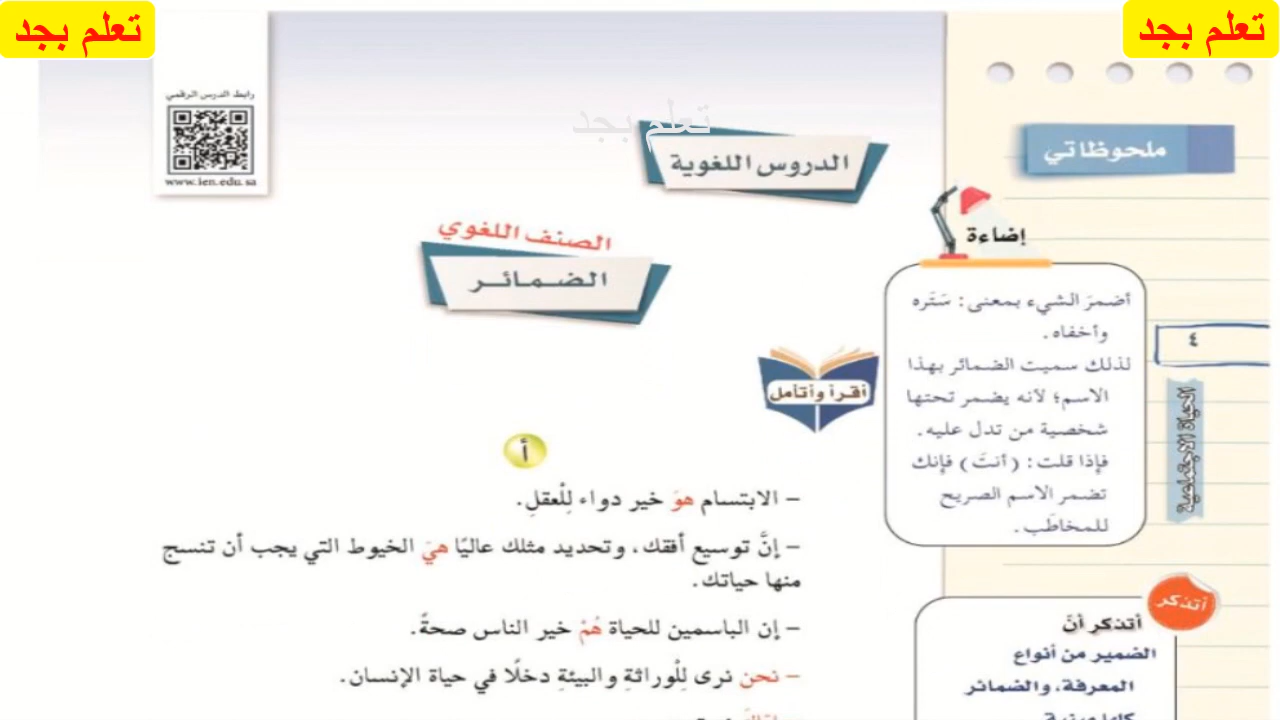 تعلم بجد
تعلم بجد
تعلم بجد
رابط الدرس الرقمي
www.ien.edu.sa
الدروس اللغوية
الصنف اللغوي
الضمائر
أقرأ وأتأمل
أ
– الابتسام هوَ خير دواء لِلْعقلِ.
– إنَّ توسيع أفقك، وتحديد مثلك عاليًا هيَ الخيوط التي يجب أن تنسج
منها حياتك.
– إن الباسمين للحياة هُمْ خير الناس صحةً.
– نحن نرى لِلْوراثةِ والبيئةِ دخلًا في حياة الإنسان.
ملحوظاتي
إضاءة
أضمرَ الشيء بمعنى: سَتَره
وأخفاه.
لذلك سميت الضمائر بهذا
الاسم؛ لأنه يضمر تحتها
شخصية من تدل عليه.
فإذا قلت: (أنتَ) فإنك
تضمر الاسم الصريح
للمخاطَب.
٤
الحياة الاجتماعية
أتذكر
أتذكر أنّ
الضمير من أنواع
المعرفة، والضمائر
كلها مبنية